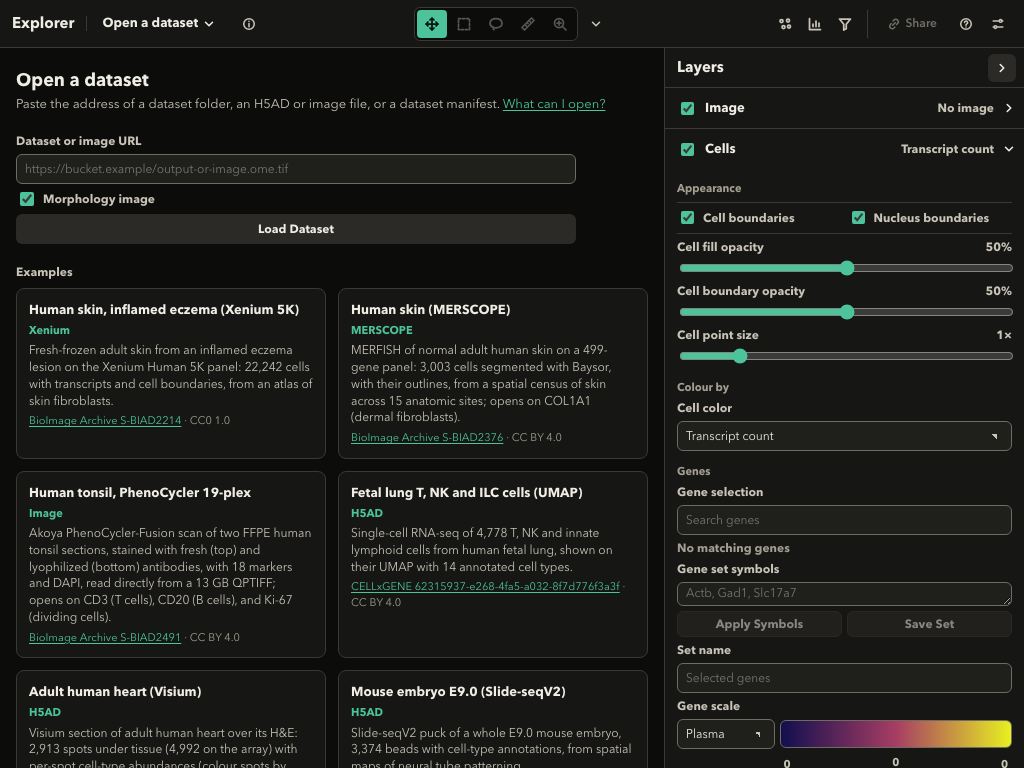 Explorer
Open a dataset
Share
Open a dataset
Paste the address of a dataset folder, an H5AD or image file, or a dataset manifest. What can I open?
Dataset or image URL
https://bucket.example/output-or-image.ome.tif
Morphology image
Load Dataset
Examples
Human skin, inflamed eczema (Xenium 5K)
Xenium
Fresh-frozen adult skin from an inflamed eczema
lesion on the Xenium Human 5K panel: 22,242 cells
with transcripts and cell boundaries, from an atlas of
skin fibroblasts.
BioImage Archive S-BIAD2214 · CC0 1.0
Human skin (MERSCOPE)
MERSCOPE
MERFISH of normal adult human skin on a 499-
gene panel: 3,003 cells segmented with Baysor,
with their outlines, from a spatial census of skin
across 15 anatomic sites; opens on COL1A1
(dermal fibroblasts).
BioImage Archive S-BIAD2376 · CC BY 4.0
Human tonsil, PhenoCycler 19-plex
Image
Akoya PhenoCycler-Fusion scan of two FFPE human
tonsil sections, stained with fresh (top) and
lyophilized (bottom) antibodies, with 18 markers
and DAPI, read directly from a 13 GB QPTIFF;
opens on CD3 (T cells), CD20 (B cells), and Ki-67
(dividing cells).
BioImage Archive S-BIAD2491 · CC BY 4.0
Fetal lung T, NK and ILC cells (UMAP)
H5AD
Single-cell RNA-seq of 4,778 T, NK and innate
lymphoid cells from human fetal lung, shown on
their UMAP with 14 annotated cell types.
CELLxGENE 62315937-e268-4fa5-a032-8f7d776f3a3f ·
CC BY 4.0
Adult human heart (Visium)
H5AD
Visium section of adult human heart over its H&E:
2,913 spots under tissue (4,992 on the array) with
per-spot cell-type abundances (colour spots by
Mouse embryo E9.0 (Slide-seqV2)
H5AD
Slide-seqV2 puck of a whole E9.0 mouse embryo,
3,374 beads with cell-type annotations, from spatial
maps of neural tube patterning.
Layers
Image
No image
Cells
Transcript count
Appearance
Cell boundaries
Nucleus boundaries
Cell fill opacity
50%
Cell boundary opacity
50%
Cell point size
1×
Colour by
Cell color
Transcript count
Genes
Gene selection
Search genes
No matching genes
Gene set symbols
Actb, Gad1, Slc17a7
Apply Symbols
Save Set
Set name
Selected genes
Gene scale
Plasma
0
0
0